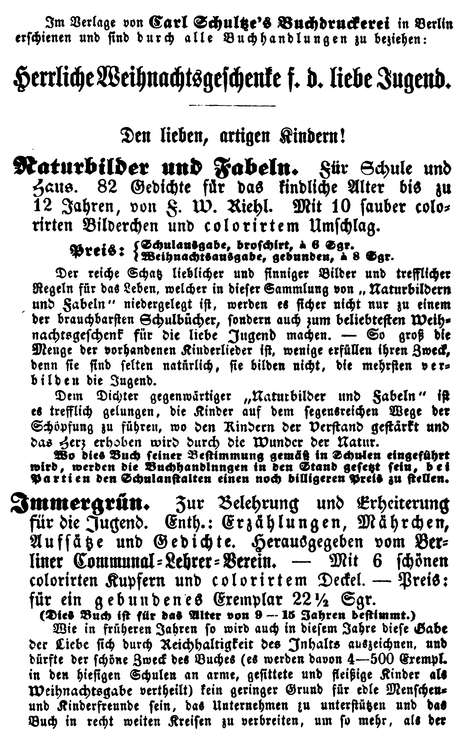 Im Verlage von Carl Schultze's Buchdruckerei in Berlin
erschienen und sind durch alle Buchhandlungen zu beziehen:
Herrliche Weihnachtsgeschenke f. d. liebe Jugend.
Den lieben, artigen Kindern!
Naturbilder und Fabeln. Für Schule und
Haus. 82 Gedichte für das kindliche Alter bis zu
12 Jahren, von F. W. Riehl. Mit 10 sauber colo-
rirten Bilderchen und colorirtem Umschlag.
Preis: {Schulausgabe, broschirt, à 6 Sgr.
{Weihnachtsausgabe, gebunden, à 8 Sgr.
Der reiche Schatz lieblicher und sinniger Bilder und trefflicher
Regeln für das Leben, welcher in dieser Sammlung von „Naturbildern
und Fabeln" niedergelegt ist, werden es sicher nicht nur zu einem
der brauchbarsten Schulbücher, sondern auch zum beliebtesten Weih-
nachtsgeschenk für die liebe Jugend machen. — So groß die
Menge der vorhandenen Kinderlieder ist, wenige erfüllen ihren Zweck,
denn sie sind selten natürlich, sie bilden nicht, die mehrsten ver-
bilden die Jugend.
Dem Dichter gegenwärtiger „Naturbilder und Fabeln" ist
es trefflich gelungen, die Kinder auf dem segensreichen Wege der
Schöpfung zu führen, wo den Kindern der Verstand gestärkt und
das Herz erhoben wird durch die Wunder der Natur.
Wo dies Buch seiner Bestimmung gemäß in Schulen eingeführt
wird, werden die Buchhandlnngen in den Stand gesetzt sein, bei
Partien den Schulanstalten einen noch billigeren Preis zu stellen.
Immergrün. Zur Belehrung und Erheiterung
für die Jugend. Enth.: Erzählungen, Mährchen,
Aufsätze und Gedichte. Herausgegeben vom Ber-
liner Communal-Lehrer-Verein. — Mit 6 schönen
colorirten Kupfern und colorirtem Deckel. — Preis:
für ein gebundenes Exemplar 22½ Sgr.
(Dies Buch ist für das Alter von 9 — 15 Jahren bestimmt.)
Wie in früheren Jahren so wird auch in diesem Jahre diese Gabe
der Liebe sich durch Reichhaltigkeit des Inhalts auszeichnen, und
dürfte der schöne Zweck des Buches (es werden davon 4—500 Exempl.
in den hiesigen Schulen an arme, gesittete und fleißige Kinder als
Weihnachtsgabe vertheilt) kein geringer Grund für edle Menschen-
und Kinderfreunde sein, das Unternehmen zu unterstützen und das
Buch in recht weiten Kreisen zu verbreiten, um so mehr, als der